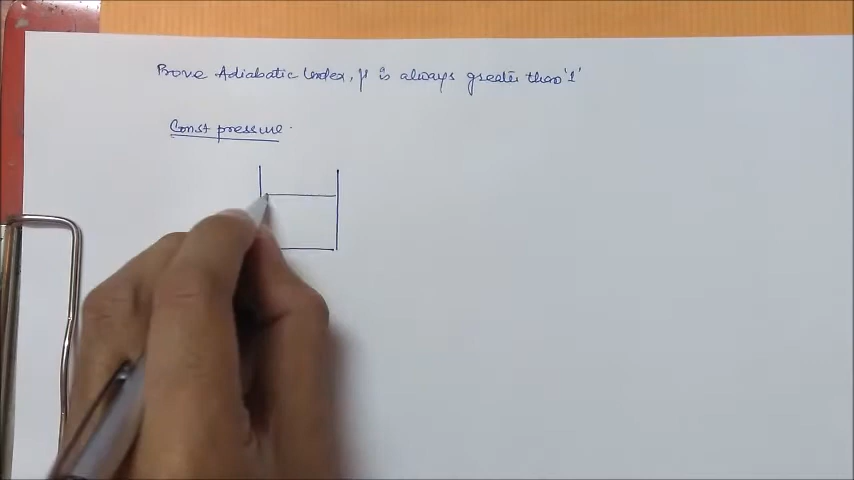 Prove Adiabatic Index, γ is always greater than '1'
Const pressure.